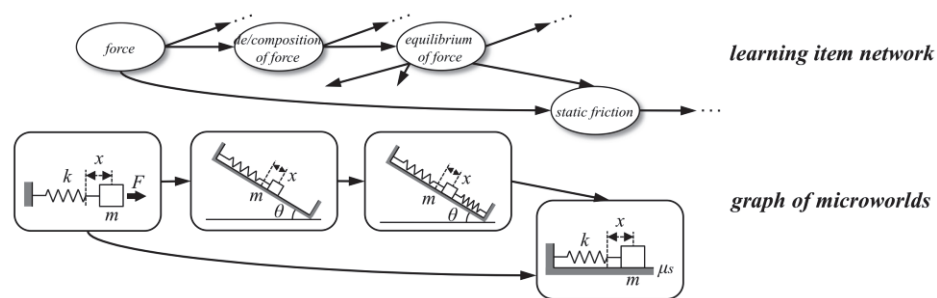 force
de/composition
of force
equilibrium
of force
learning item network
static friction
x
k
F
m
x
m
θ
x
m
θ
graph of microworlds
x
k
m
μs